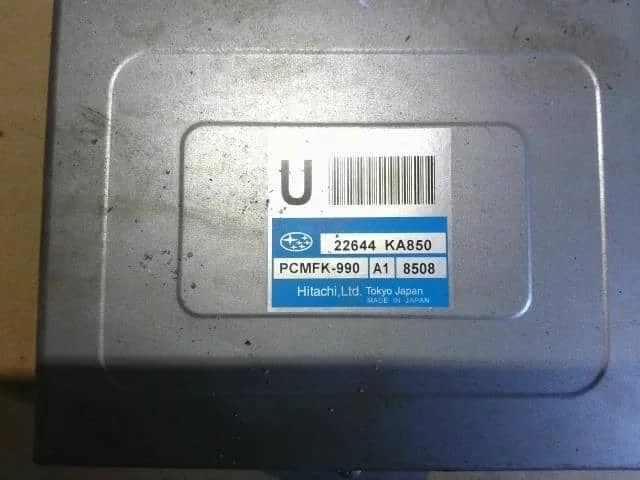 U
22644 KA850
PCMFK-990 A1 8508
Hitachi,Ltd. Tokyo Japan
MADE IN JAPAN